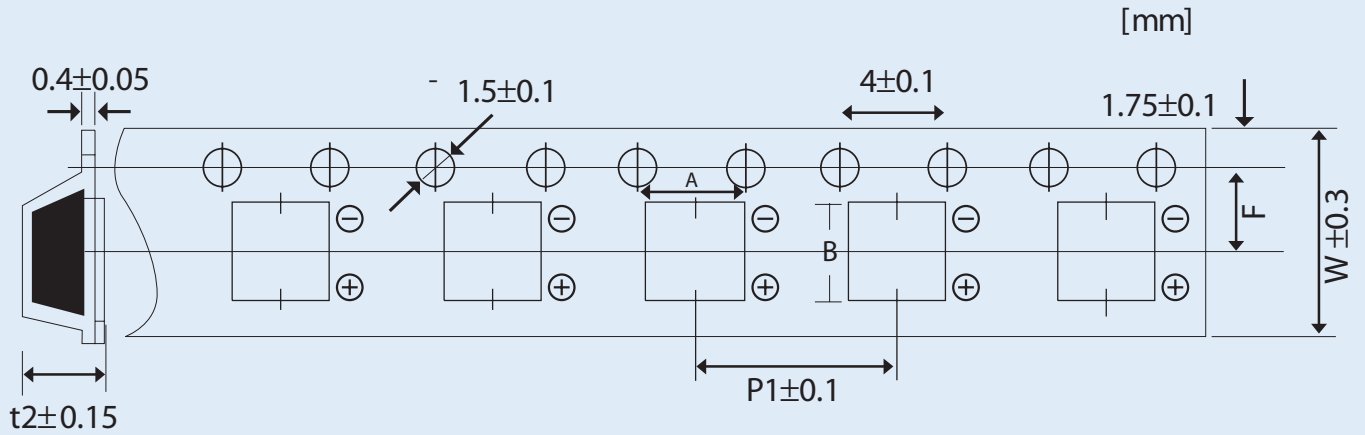 [mm]
0.4±0.05
- 1.5±0.1
4±0.1
1.75±0.1
A
F
W ±0.3
B
⊖ ⊖ ⊖ ⊖ ⊖
⊕ ⊕ ⊕ ⊕ ⊕
P1±0.1
t2±0.15